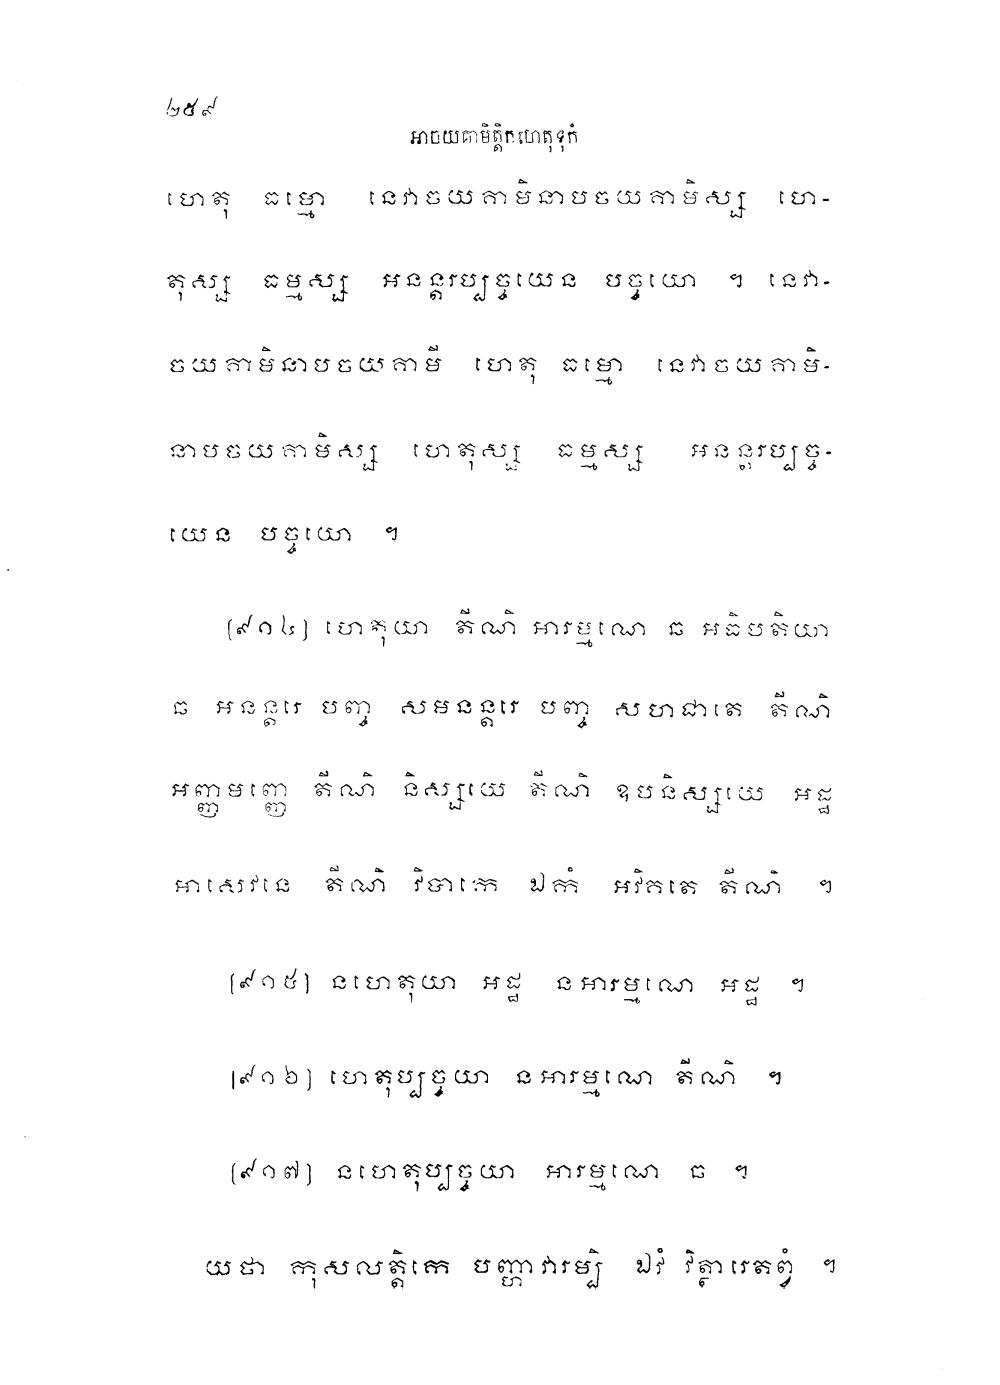 ២៥៩
អាចយគាមិត្តិកហេតុទុកំ
ហេតុ ធម្មោ នេវាចយគាមិនាបចយគាមិស្ស ហេ-
តុស្ស ធម្មស្ស អនន្តរប្បច្ចយេន បច្ចយោ ។ នេវា-
ចយគាមិនាបចយគាមី ហេតុ ធម្មោ នេវាចយគាមិ-
នាបចយគាមិស្ស ហេតុស្ស ធម្មស្ស អនន្តរប្បច្ច-
យេន បច្ចយោ ។
[៩១៤] ហេតុយា តីណិ អារម្មណេ ឆ អធិបតិយា
ឆ អនន្តរេ បញ្ច សមនន្តរេ បញ្ច សហជាតេ តីណិ
អញ្ញមញ្ញេ តីណិ និស្សយេ តីណិ ឧបនិស្សយេ អដ្ឋ
អាសេវនេ តីណិ វិបាកេ ឯកំ អវិគតេ តីណិ ។
[៩១៥] នហេតុយា អដ្ឋ នអារម្មណេ អដ្ឋ ។
[៩១៦] ហេតុប្បច្ចយា នអារម្មណេ តីណិ ។
[៩១៧] នហេតុប្បច្ចយា អារម្មណេ ឆ ។
យថា កុសលត្តិកេ បញ្ហាវារម្បិ ឯវំ វិត្ថារេតព្វំ ។